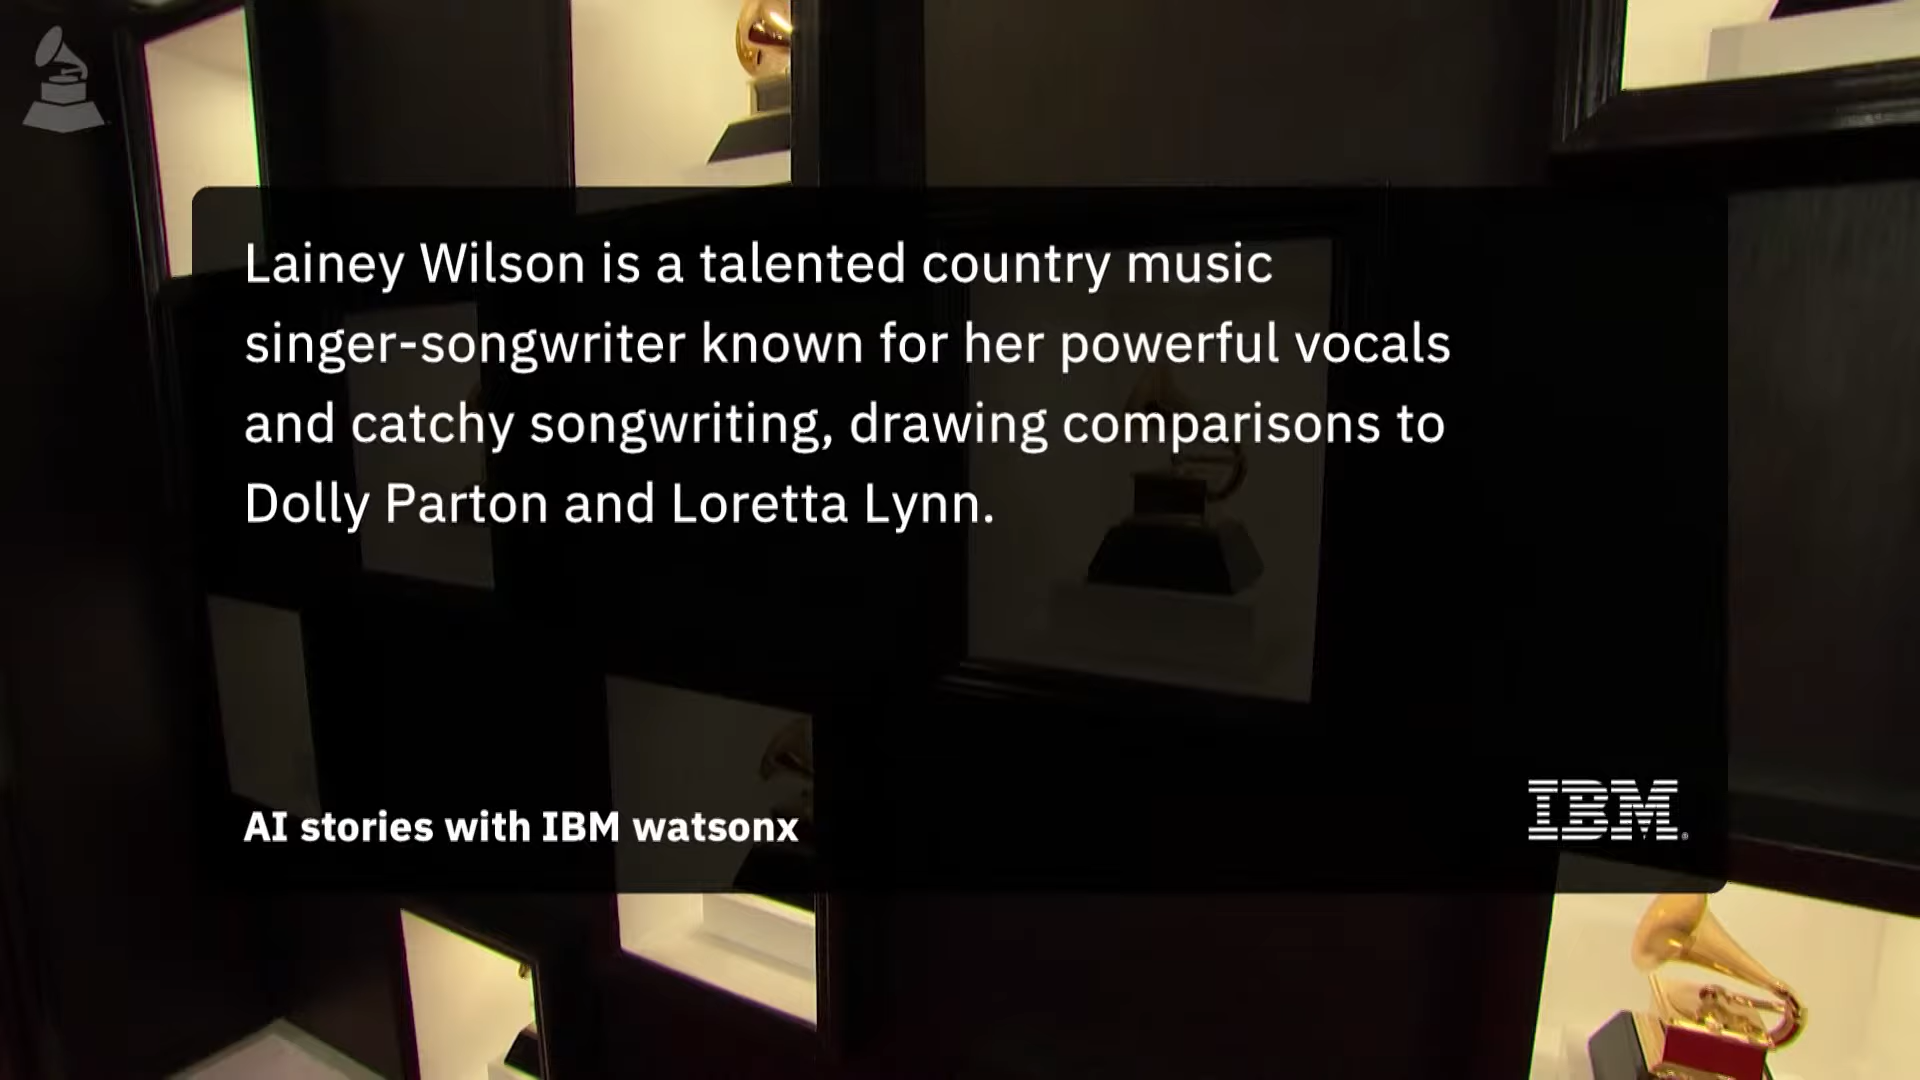 Lainey Wilson is a talented country music
singer-songwriter known for her powerful vocals
and catchy songwriting, drawing comparisons to
Dolly Parton and Loretta Lynn.
AI stories with IBM watsonx
IBM®